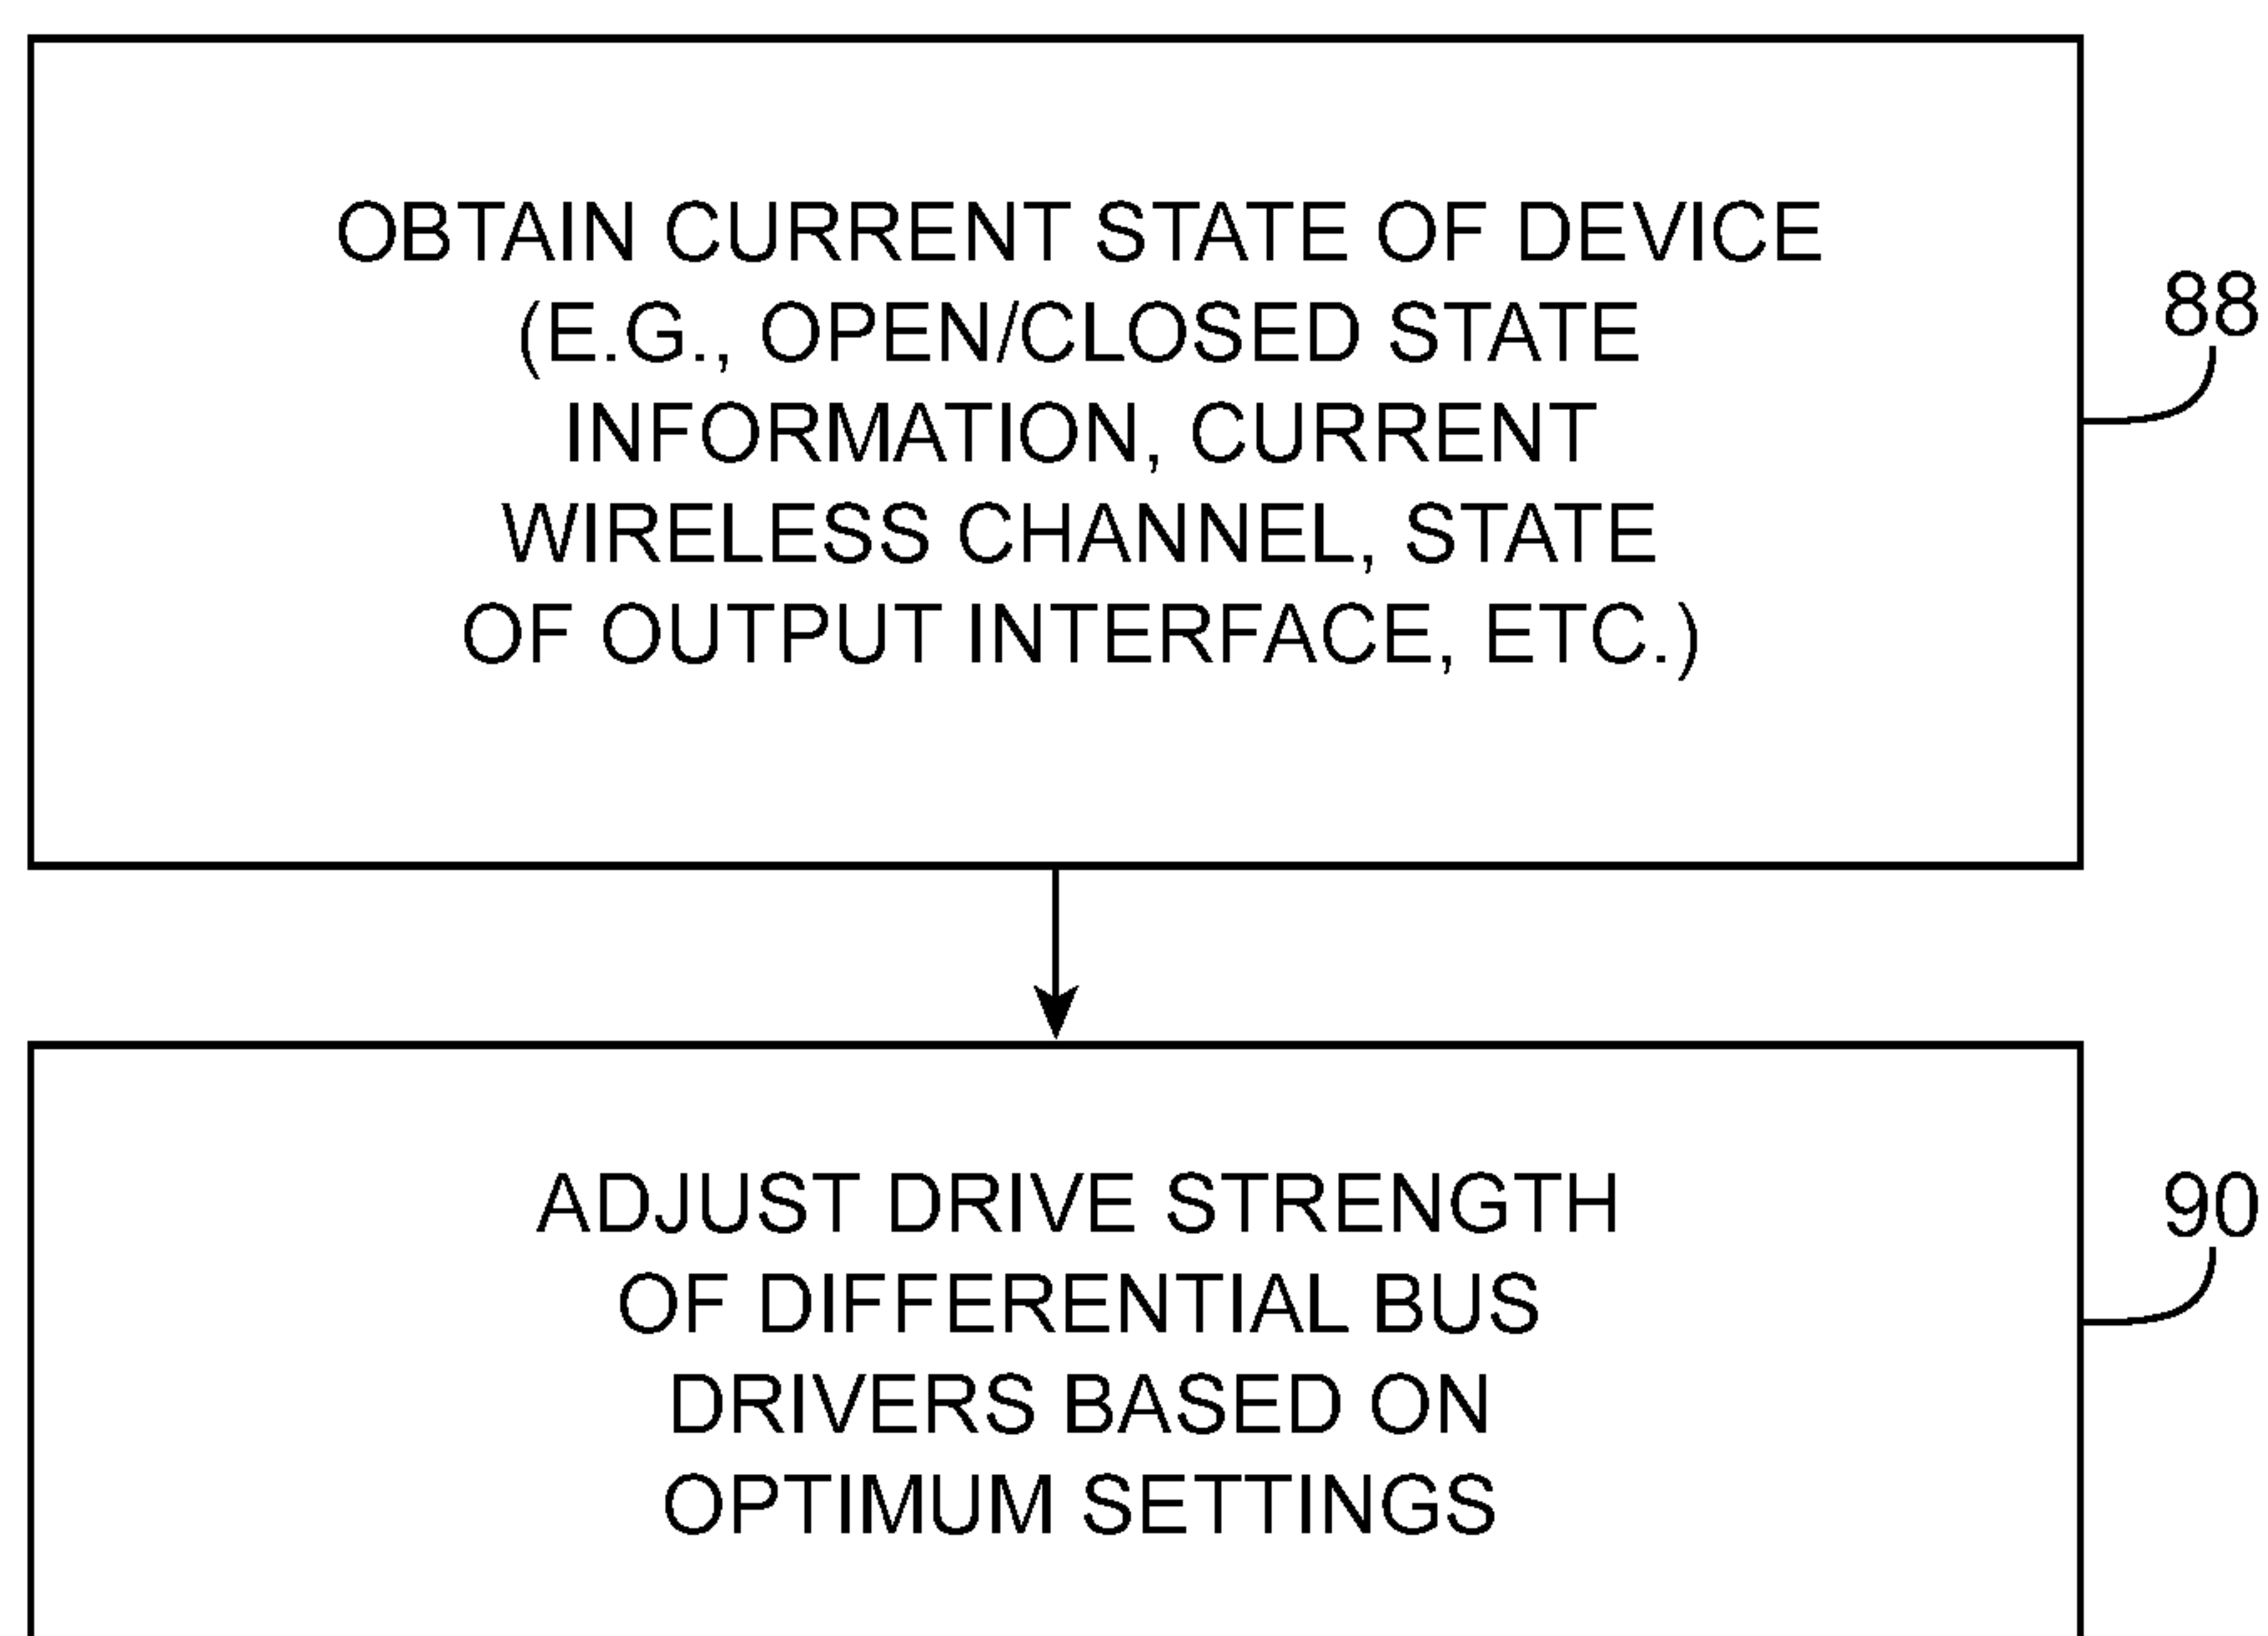 OBTAIN CURRENT STATE OF DEVICE
(E.G., OPEN/CLOSED STATE
INFORMATION, CURRENT
WIRELESS CHANNEL, STATE
OF OUTPUT INTERFACE, ETC.)
88
ADJUST DRIVE STRENGTH
OF DIFFERENTIAL BUS
DRIVERS BASED ON
OPTIMUM SETTINGS
90